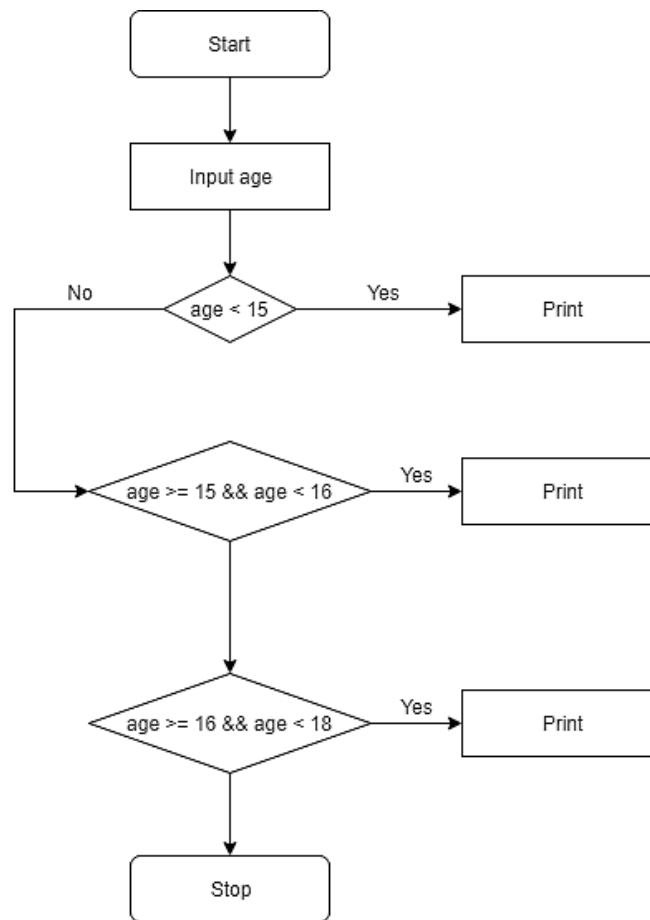 Start
Input age
No
age < 15
Yes
Print
age >= 15 && age < 16
Yes
Print
age >= 16 && age < 18
Yes
Print
Stop